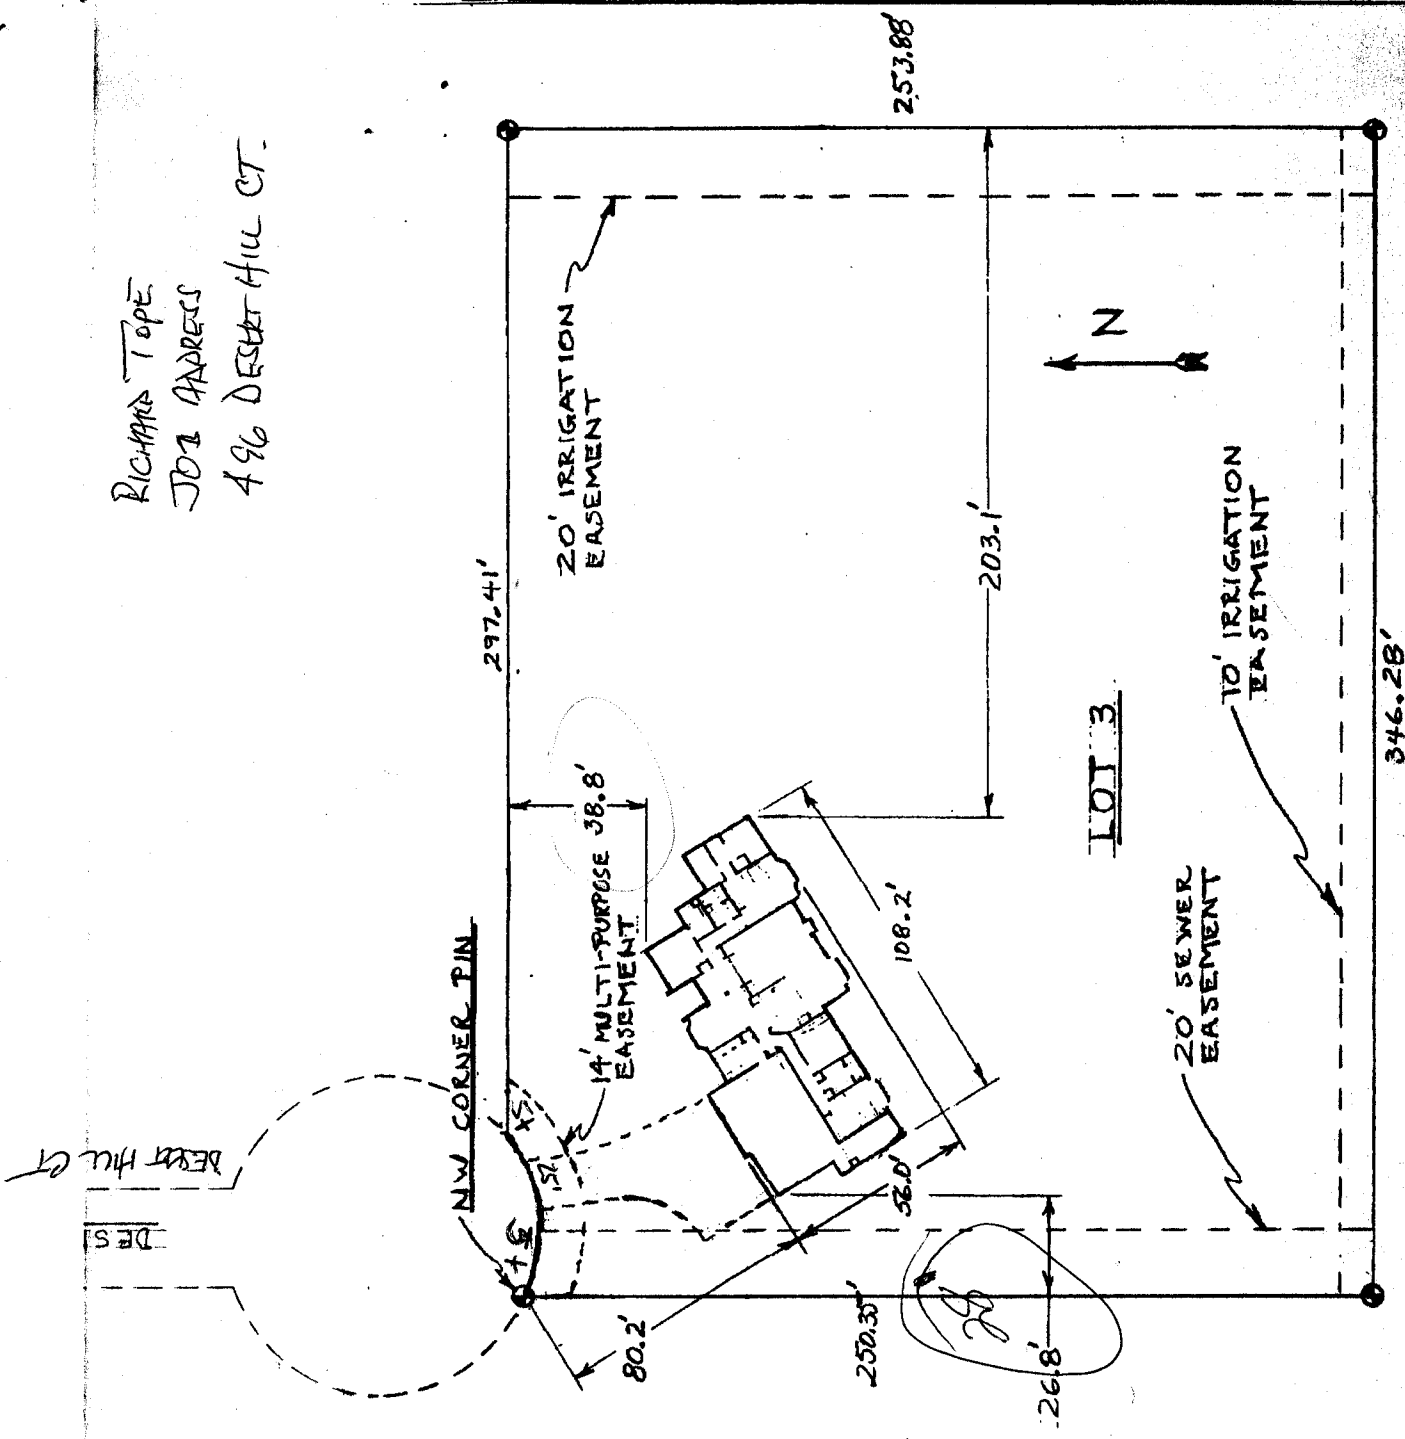 RICHARD TOPE
JOB ADDRESS
496 DESERT HILL CT.
DESERT HILL CT
DES
NW CORNER PIN
297.41'
253.88'
20' IRRIGATION
EASEMENT
14' MULTI-PURPOSE
EASEMENT
38.8'
203.1'
N
108.2'
56.0'
80.2'
250.35'
28
26.8'
LOT 3
20' SEWER
EASEMENT
10' IRRIGATION
EASEMENT
346.28'